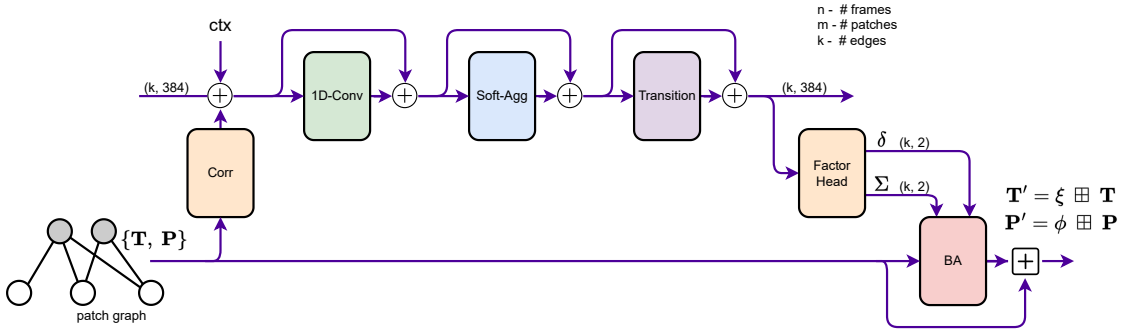 n - # frames
m - # patches
k - # edges
ctx
(k, 384)
1D-Conv
Soft-Agg
Transition
(k, 384)
Corr
Factor
Head
δ (k, 2)
Σ (k, 2)
{T, P}
T′ = ξ ⊞ T
P′ = ϕ ⊞ P
BA
patch graph